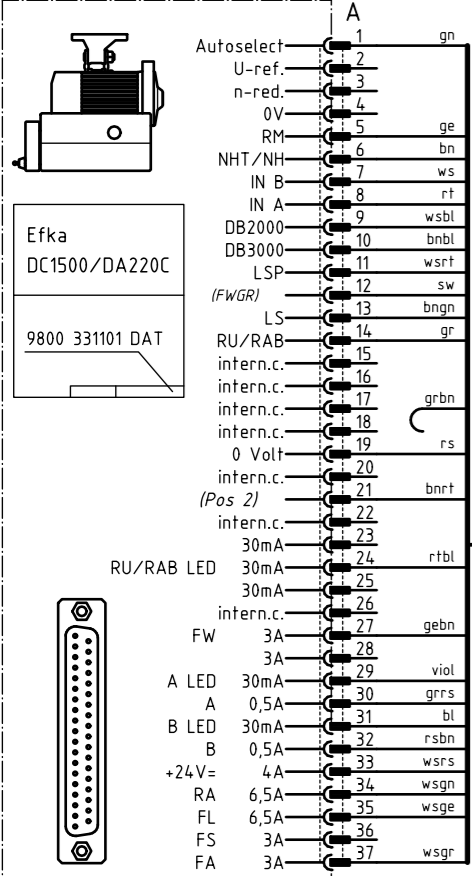 A
Autoselect 1 gn
U-ref. 2
n-red. 3
0V 4
RM 5 ge
NHT/NH 6 bn
IN B 7 ws
IN A 8 rt
DB2000 9 wsbl
DB3000 10 bnbl
LSP 11 wsrt
(FWGR) 12 sw
LS 13 bngn
RU/RAB 14 gr
intern.c. 15
intern.c. 16
intern.c. 17 grbn
intern.c. 18
0 Volt 19 rs
intern.c. 20
(Pos 2) 21 bnrt
intern.c. 22
30mA 23
RU/RAB LED 30mA 24 rtbl
30mA 25
intern.c. 26
FW 3A 27 gebn
3A 28
A LED 30mA 29 viol
A 0,5A 30 grrs
B LED 30mA 31 bl
B 0,5A 32 rsbn
+24V= 4A 33 wsrs
RA 6,5A 34 wsgn
FL 6,5A 35 wsge
FS 3A 36
FA 3A 37 wsgr
Efka
DC1500/DA220C
9800 331101 DAT